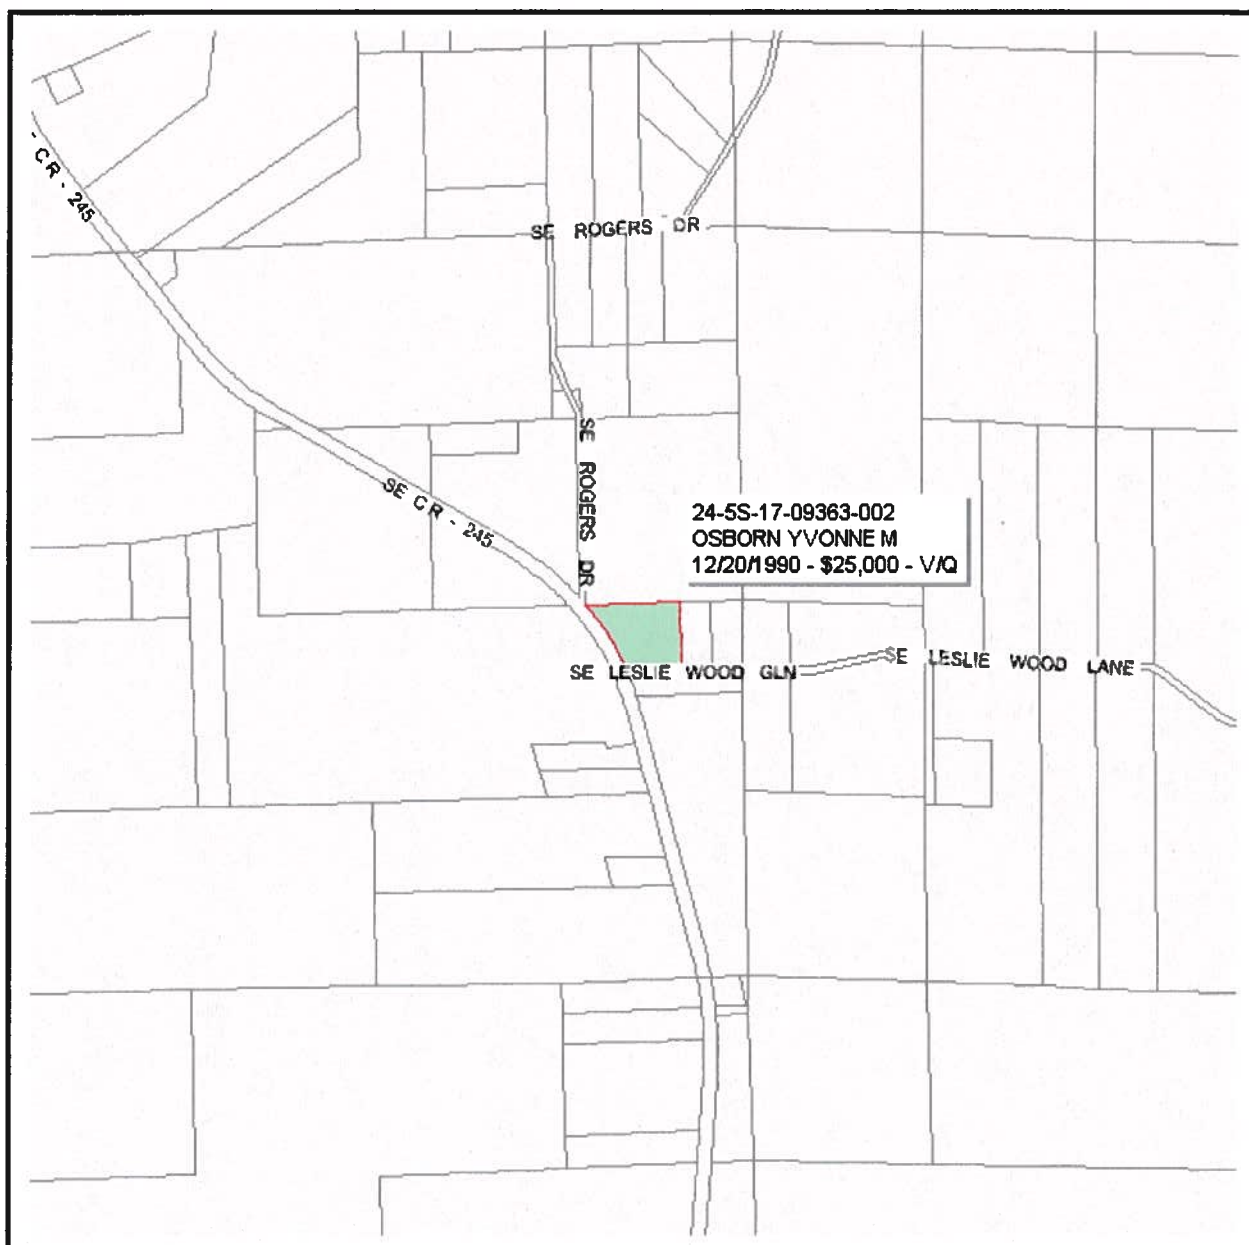 CR - 245
SE ROGERS DR
SE ROGERS DR
SE CR - 245
24-5S-17-09363-002
OSBORN YVONNE M
12/20/1990 - $25,000 - V/Q
SE LESLIE WOOD GLN
SE LESLIE WOOD LANE